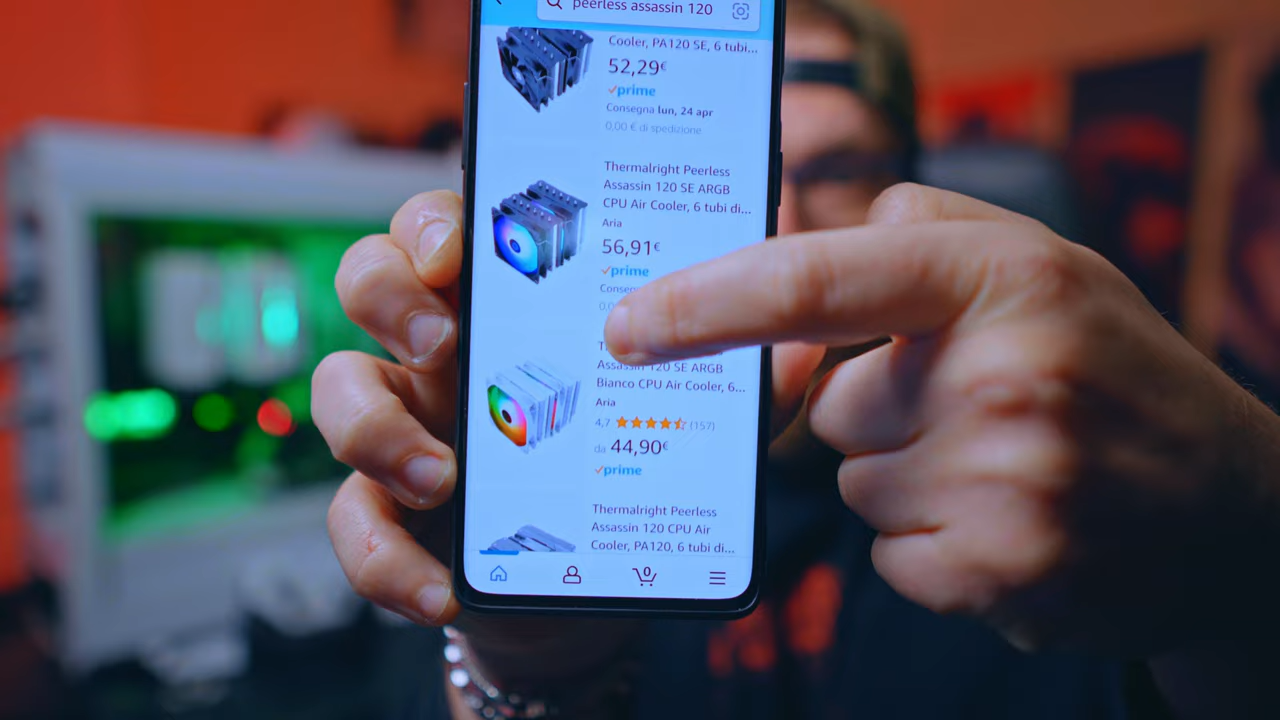 peerless assassin 120
Cooler, PA120 SE, 6 tubi...
52,29€
prime
Consegna lun, 24 apr
0,00 € di spedizione
Thermalright Peerless
Assassin 120 SE ARGB
CPU Air Cooler, 6 tubi di...
Aria
56,91€
prime
Assassin 120 SE ARGB
Bianco CPU Air Cooler, 6...
Aria
4,7 (157)
da 44,90€
prime
Thermalright Peerless
Assassin 120 CPU Air
Cooler, PA120, 6 tubi di...
0